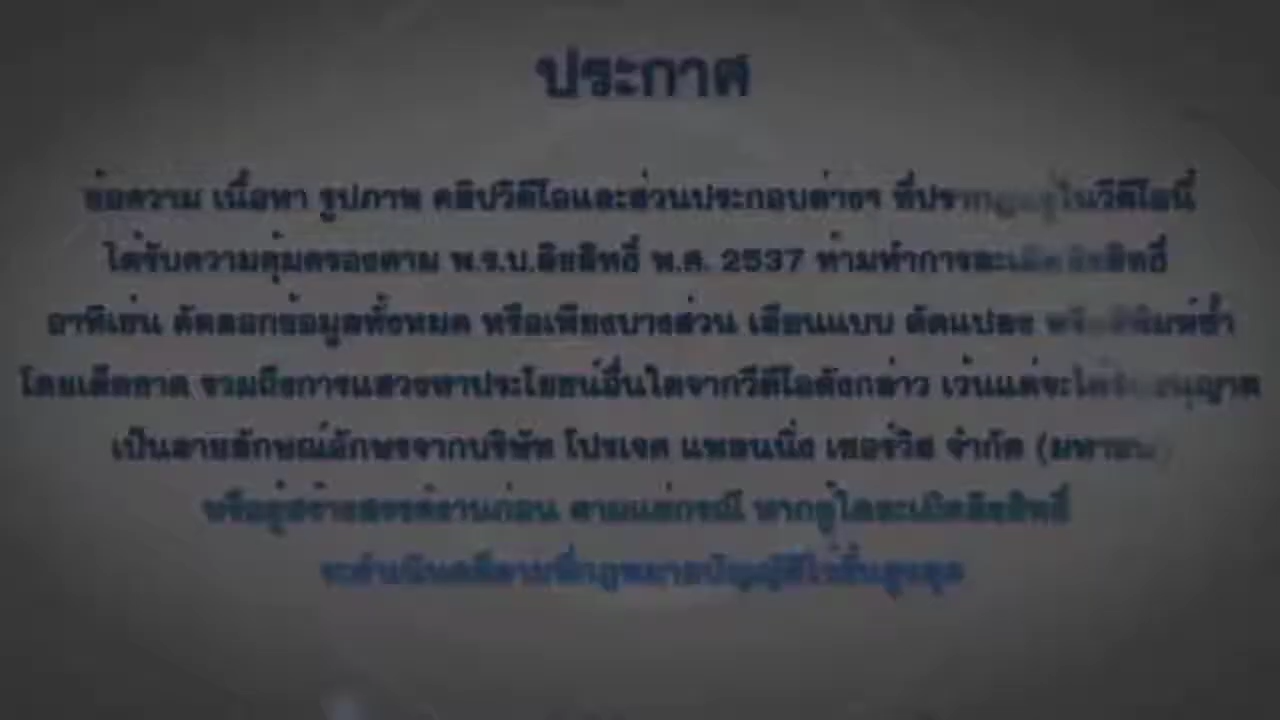 ประกาศ
ข้อความ เนื้อหา รูปภาพ คลิปวิดีโอและส่วนประกอบต่างๆ ที่ปรากฏอยู่ในวีดีโอนี้
ได้รับความคุ้มครองตาม พ.ร.บ.ลิขสิทธิ์ พ.ศ. 2537 ห้ามทำการละเมิดลิขสิทธิ์
อาทิเช่น คัดลอกข้อมูลทั้งหมด หรือเพียงบางส่วน เลียนแบบ ดัดแปลง หรือตีพิมพ์ซ้ำ
โดยเด็ดขาด รวมถึงการแสวงหาประโยชน์อื่นใดจากวีดีโอดังกล่าว เว้นแต่จะได้รับอนุญาต
เป็นลายลักษณ์อักษรจากบริษัท โปรเจค แพลนนิ่ง เซอร์วิส จำกัด (มหาชน)
หรือผู้สร้างสรรค์งานก่อน ตามแต่กรณี หากผู้ใดละเมิดลิขสิทธิ์
จะดำเนินคดีตามที่กฎหมายบัญญัติไว้ขั้นสูงสุด